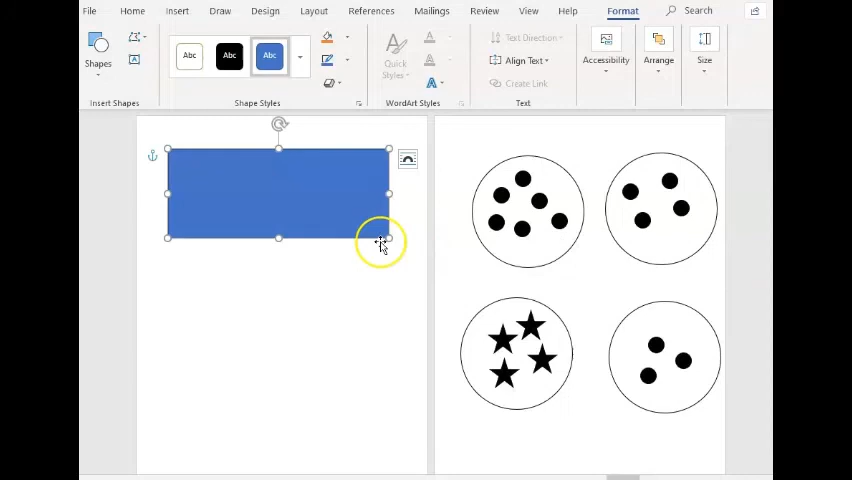 File Home Insert Draw Design Layout References Mailings Review View Help Format Search
Shapes
Abc Abc Abc
Quick Styles
A
A
A
Text Direction
Align Text
Create Link
Accessibility
Arrange
Size
Insert Shapes Shape Styles WordArt Styles Text